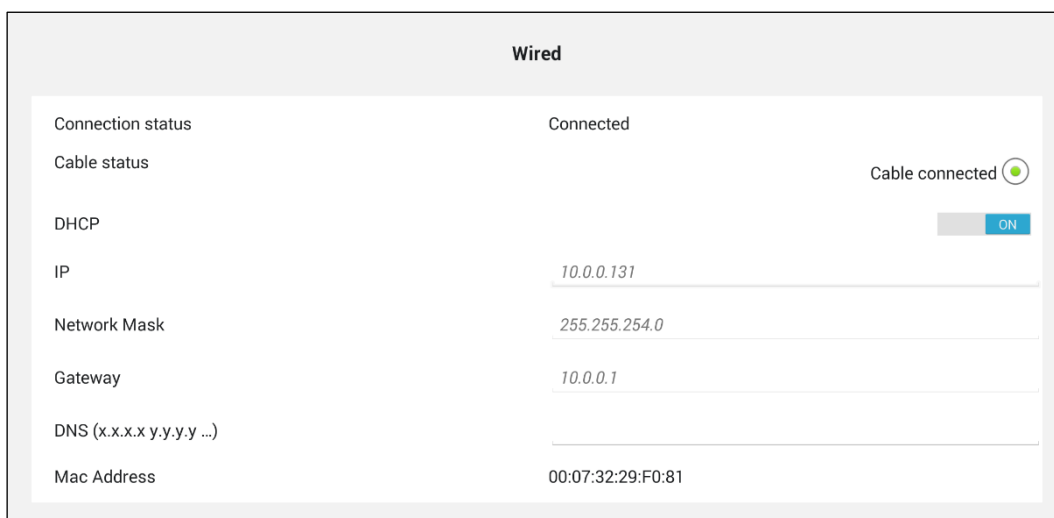 Wired
Connection status Connected
Cable status Cable connected
DHCP ON
IP 10.0.0.131
Network Mask 255.255.254.0
Gateway 10.0.0.1
DNS (x.x.x.x y.y.y.y ...)
Mac Address 00:07:32:29:F0:81